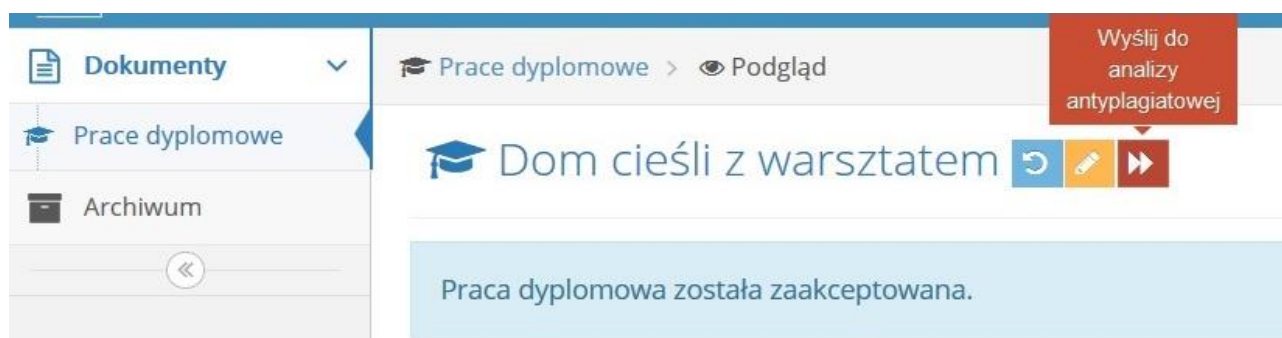 Dokumenty
Prace dyplomowe
Archiwum
Prace dyplomowe > Podgląd
Wyślij do
analizy
antyplagiatowej
Dom cieśli z warsztatem
Praca dyplomowa została zaakceptowana.